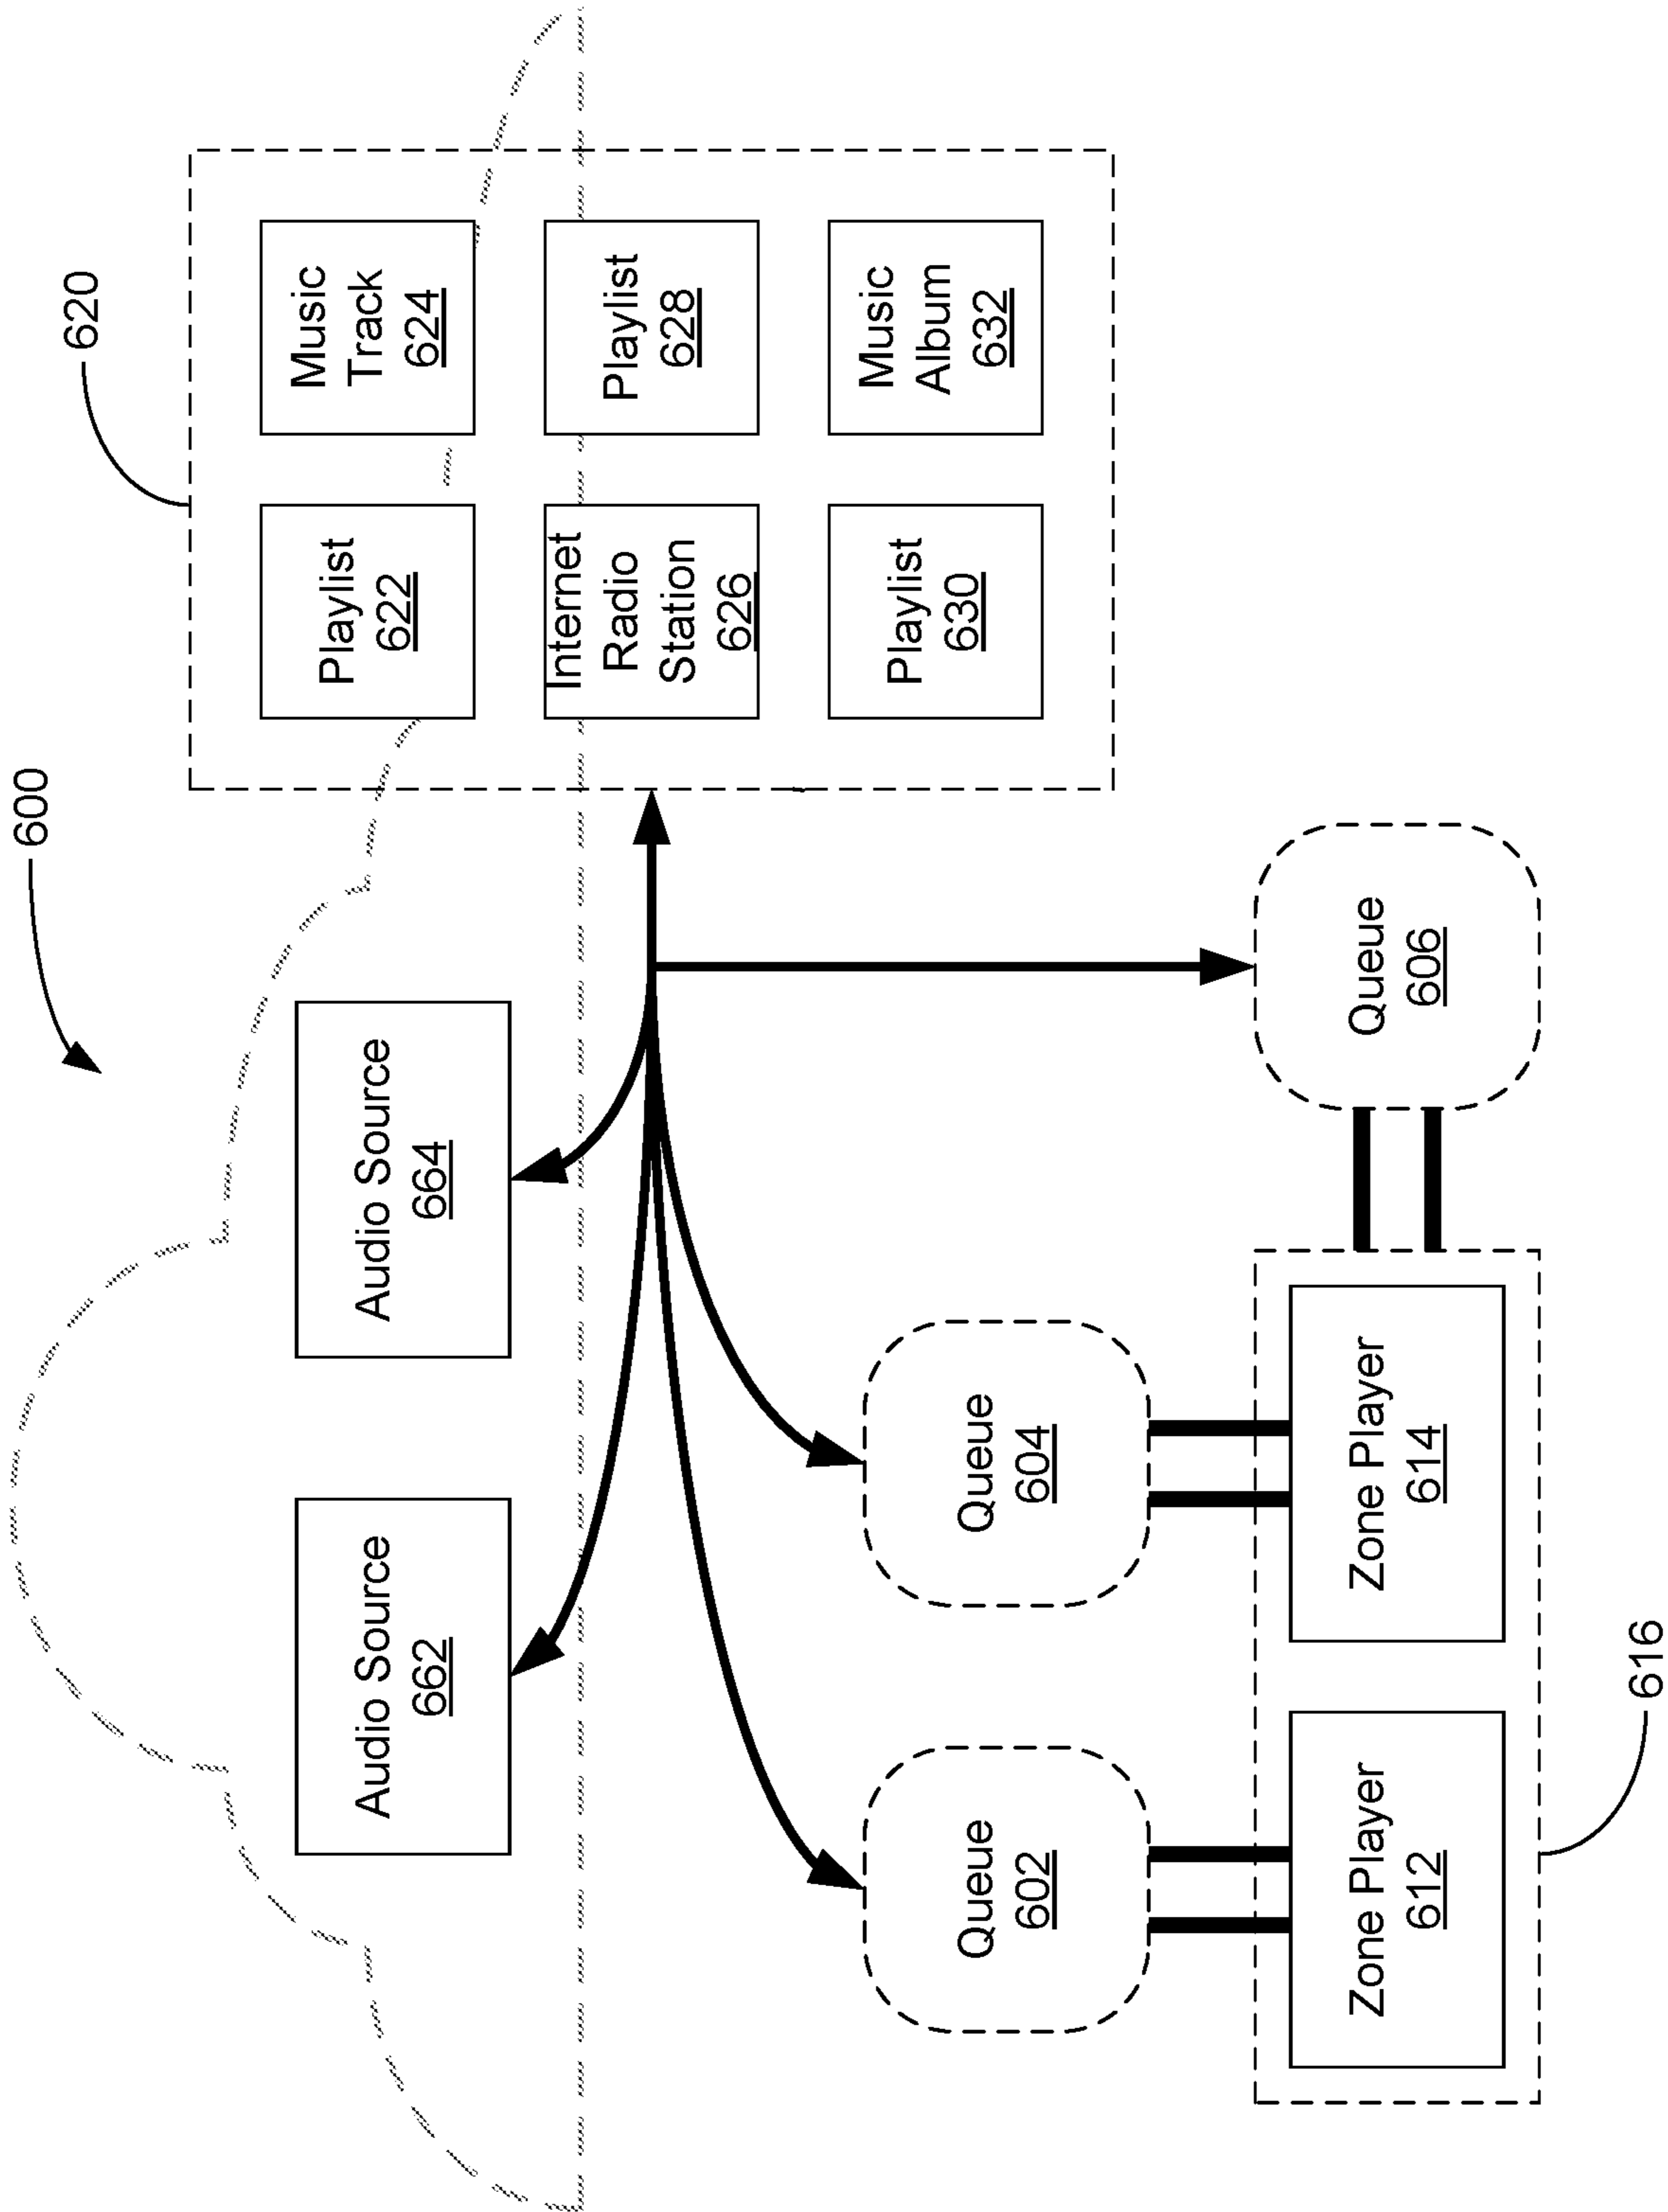 600
620
Audio Source
662
Audio Source
664
Playlist
622
Music
Track
624
Internet
Radio
Station
626
Playlist
628
Playlist
630
Music
Album
632
Queue
602
Queue
604
Queue
606
Zone Player
612
Zone Player
614
616